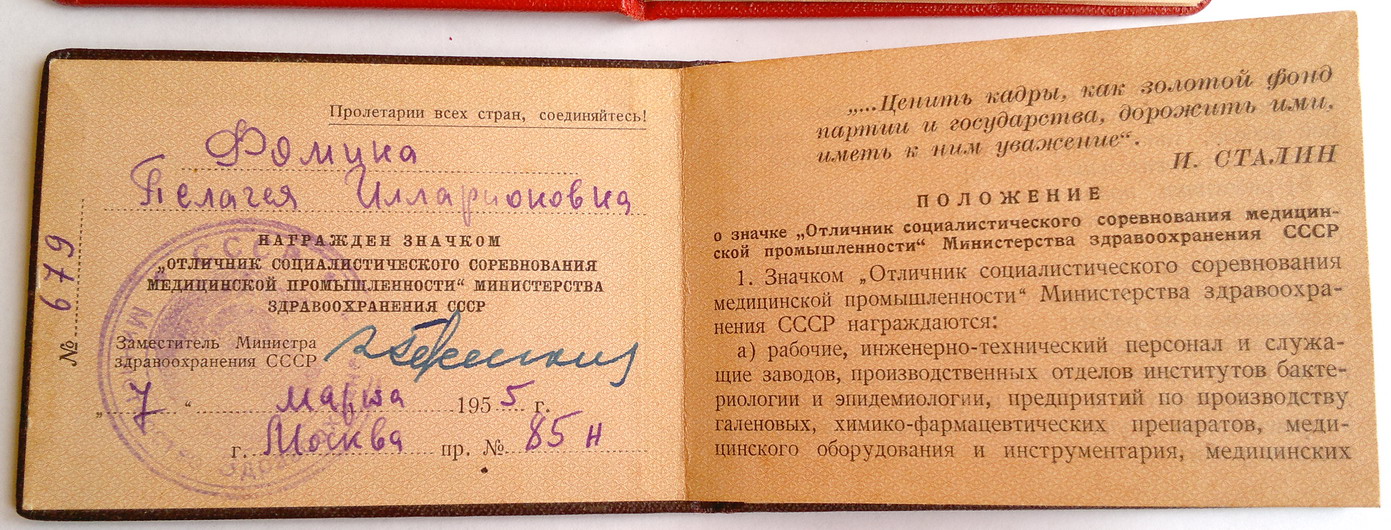 Пролетарии всех стран, соединяйтесь!
Фомина
Пелагея Илларионовна
НАГРАЖДЕН ЗНАЧКОМ
„ОТЛИЧНИК СОЦИАЛИСТИЧЕСКОГО СОРЕВНОВАНИЯ
МЕДИЦИНСКОЙ ПРОМЫШЛЕННОСТИ“ МИНИСТЕРСТВА
ЗДРАВООХРАНЕНИЯ СССР
Заместитель Министра
здравоохранения СССР
„7“ марта 1955 г.
г. Москва пр. № 85 н
№ 679
„...Ценить кадры, как золотой фонд
партии и государства, дорожить ими,
иметь к ним уважение“.
И. СТАЛИН
ПОЛОЖЕНИЕ
о значке „Отличник социалистического соревнования медицин-
ской промышленности“ Министерства здравоохранения СССР
1. Значком „Отличник социалистического соревнования
медицинской промышленности“ Министерства здравоохра-
нения СССР награждаются:
а) рабочие, инженерно-технический персонал и служа-
щие заводов, производственных отделов институтов бакте-
риологии и эпидемиологии, предприятий по производству
галеновых, химико-фармацевтических препаратов, меди-
цинского оборудования и инструментария, медицинских